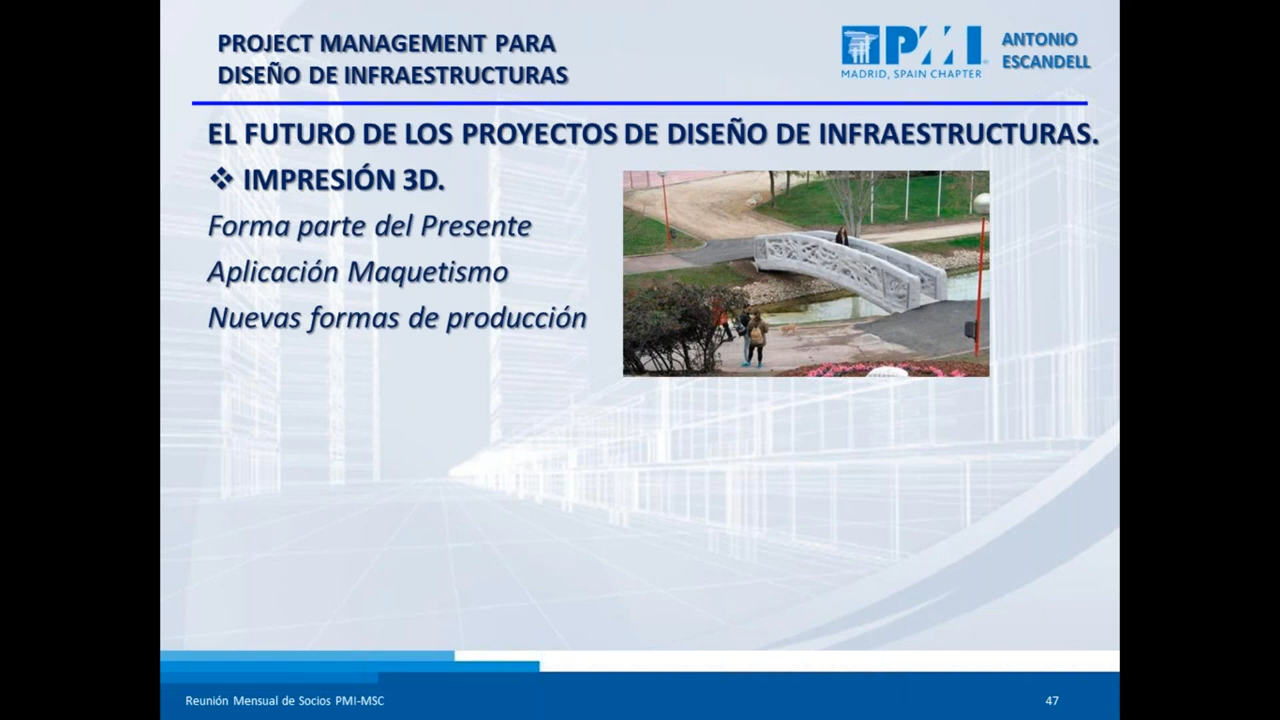 PROJECT MANAGEMENT PARA
DISEÑO DE INFRAESTRUCTURAS
PMI
MADRID, SPAIN CHAPTER
ANTONIO
ESCANDELL
EL FUTURO DE LOS PROYECTOS DE DISEÑO DE INFRAESTRUCTURAS.
❖ IMPRESIÓN 3D.
Forma parte del Presente
Aplicación Maquetismo
Nuevas formas de producción
Reunión Mensual de Socios PMI-MSC
47